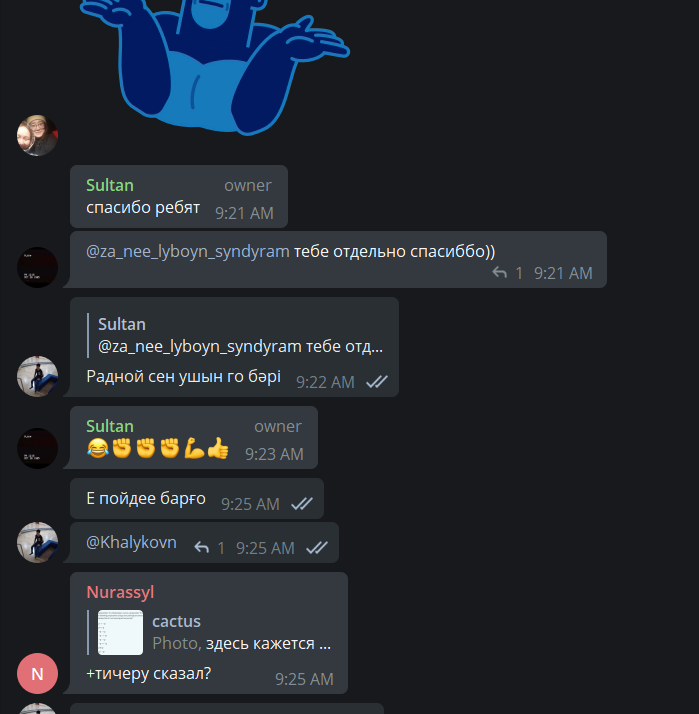 Sultan owner
спасибо ребят 9:21 AM
@za_nee_lyboyn_syndyram тебе отдельно спасиббо))
1 9:21 AM
Sultan
@za_nee_lyboyn_syndyram тебе отд...
Радной сен ушын го бәрі 9:22 AM
Sultan owner
😂✊✊✊💪👍 9:23 AM
Е пойдее барғо 9:25 AM
@Khalykovn 1 9:25 AM
Nurassyl
cactus
Photo, здесь кажется ...
N
+тичеру сказал? 9:25 AM